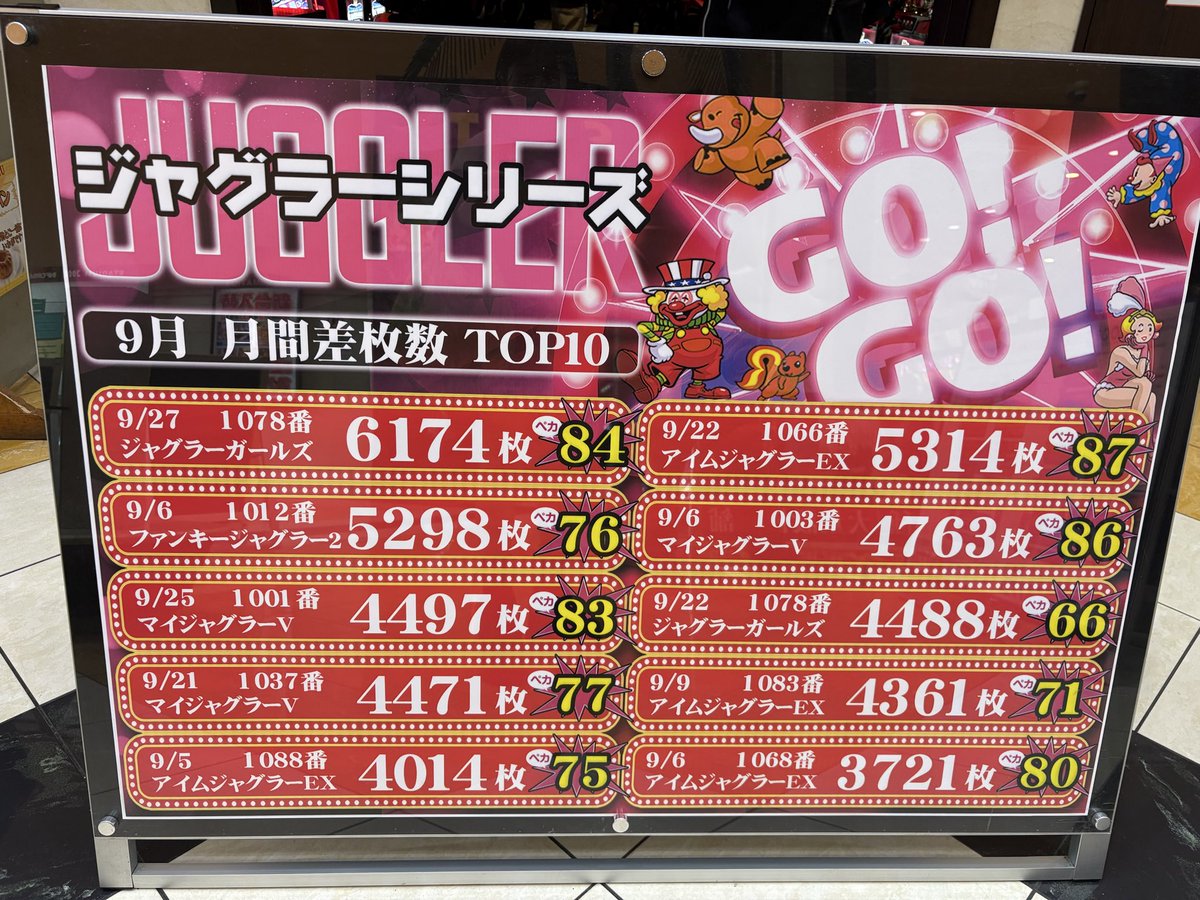 JUGGLER
ジャグラーシリーズ
GO!
GO!
9月 月間差枚数 TOP10
9/27 1078番
ジャグラーガールズ
6174枚
ペカ
84
9/22 1066番
アイムジャグラーEX
5314枚
ペカ
87
9/6 1012番
ファンキージャグラー2
5298枚
ペカ
76
9/6 1003番
マイジャグラーV
4763枚
ペカ
86
9/25 1001番
マイジャグラーV
4497枚
ペカ
83
9/22 1078番
ジャグラーガールズ
4488枚
ペカ
66
9/21 1037番
マイジャグラーV
4471枚
ペカ
77
9/9 1083番
アイムジャグラーEX
4361枚
ペカ
71
9/5 1088番
アイムジャグラーEX
4014枚
ペカ
75
9/6 1068番
アイムジャグラーEX
3721枚
ペカ
80